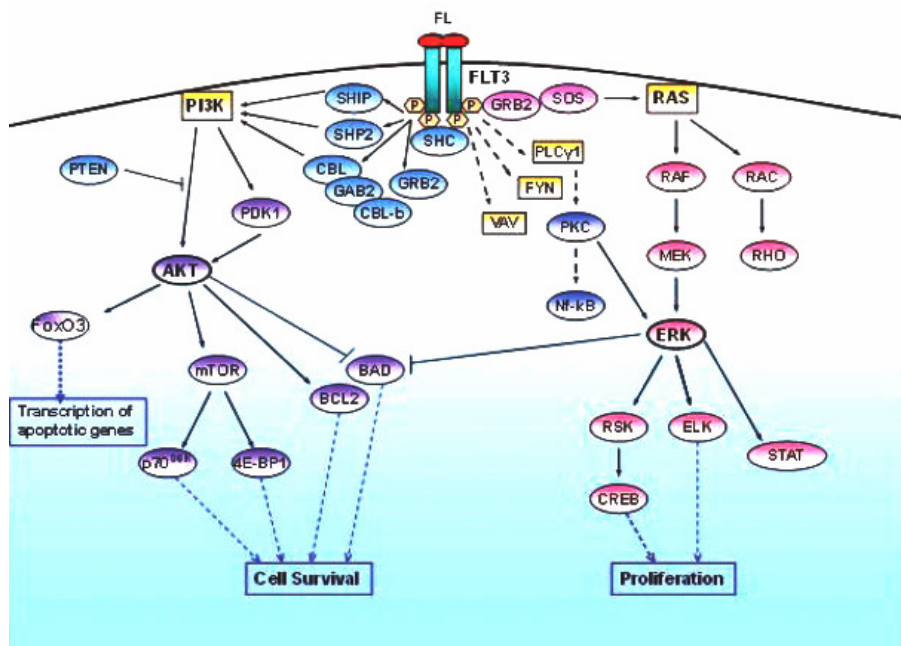 FL
FLT3
PI3K
SHIP
P
P
P
P
GRB2
SOS
RAS
SHP2
SHC
PLCγ1
PTEN
CBL
GRB2
RAF
RAC
GAB2
FYN
CBL-b
PDK1
VAV
PKC
MEK
RHO
AKT
Nf-kB
FoxO3
ERK
mTOR
BAD
BCL2
Transcription of
apoptotic genes
RSK
ELK
STAT
p70S6K
4E-BP1
CREB
Cell Survival
Proliferation